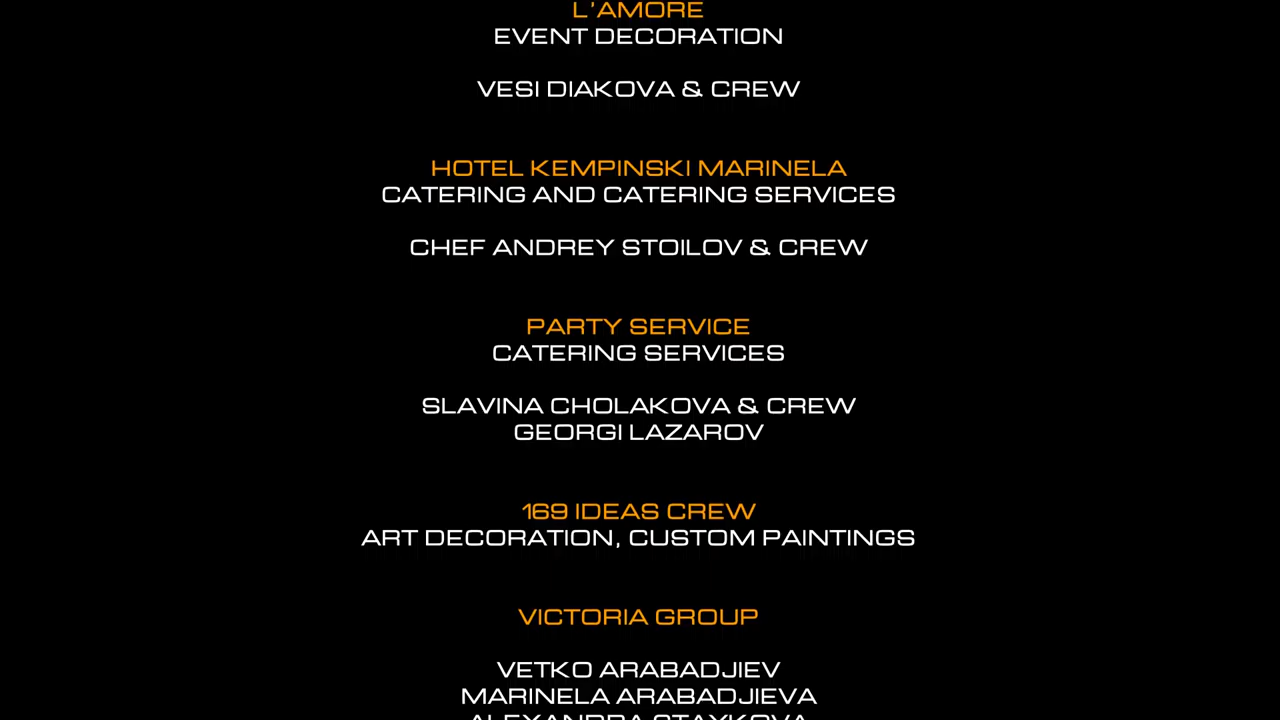 L'AMORE
EVENT DECORATION
VESI DIAKOVA & CREW
HOTEL KEMPINSKI MARINELA
CATERING AND CATERING SERVICES
CHEF ANDREY STOILOV & CREW
PARTY SERVICE
CATERING SERVICES
SLAVINA CHOLAKOVA & CREW
GEORGI LAZAROV
169 IDEAS CREW
ART DECORATION, CUSTOM PAINTINGS
VICTORIA GROUP
VETKO ARABADJIEV
MARINELA ARABADJIEVA
ALEXANDRA